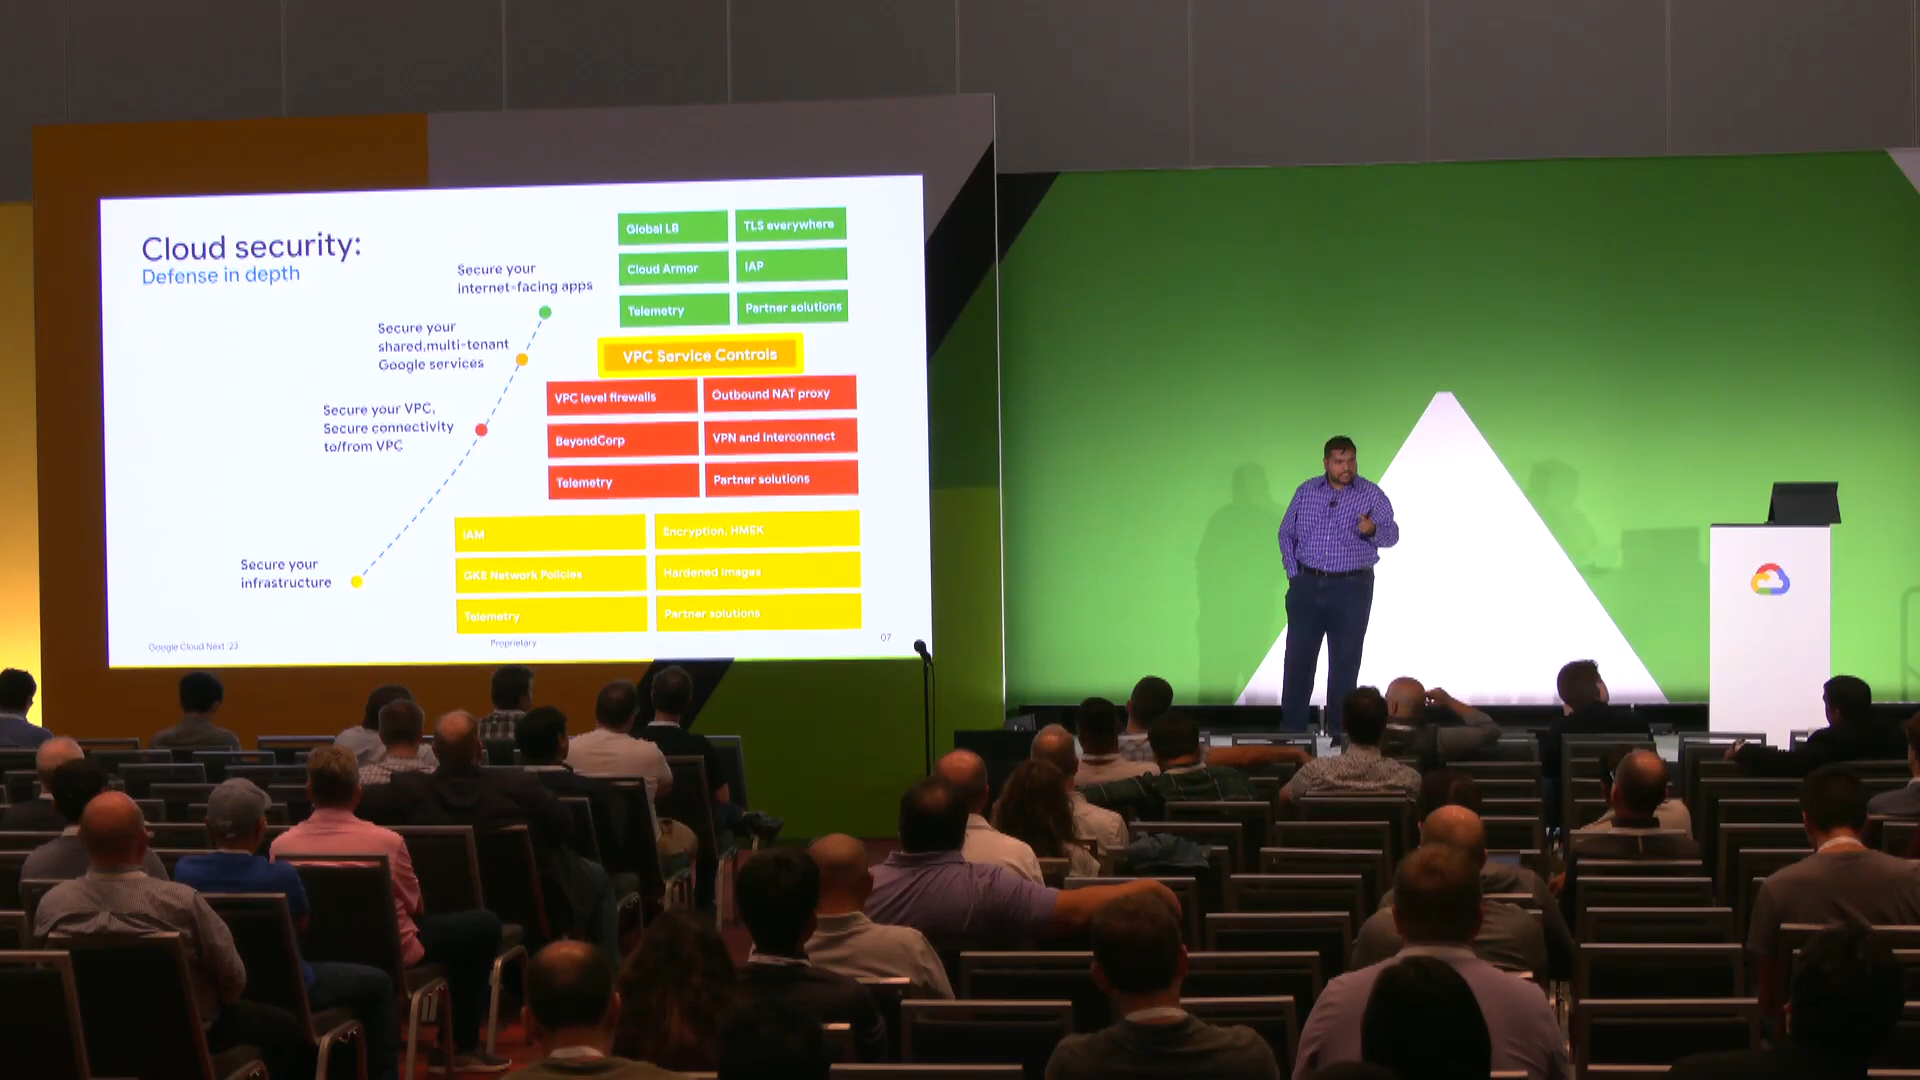 Cloud security:
Defense in depth
Secure your
internet-facing apps
Secure your
shared,multi-tenant
Google services
Secure your VPC,
Secure connectivity
to/from VPC
Secure your
infrastructure
Global LB
TLS everywhere
Cloud Armor
IAP
Telemetry
Partner solutions
VPC Service Controls
VPC level firewalls
Outbound NAT proxy
BeyondCorp
VPN and Interconnect
Telemetry
Partner solutions
IAM
Encryption, HMEK
GKE Network Policies
Hardened Images
Telemetry
Partner solutions
Google Cloud Next '23
Proprietary
07